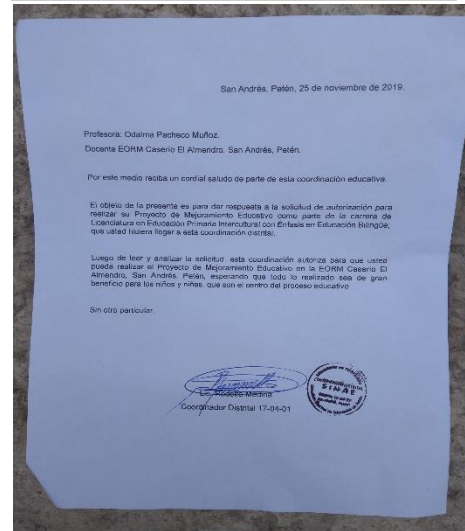 San Andrés, Petén, 25 de noviembre de 2019.
Profesora: Odalma Pacheco Muñoz.
Docente EORM Caserío El Almendro, San Andrés, Petén.
Por este medio reciba un cordial saludo de parte de esta coordinación educativa.
El objeto de la presente es para dar respuesta a la solicitud de autorización para
realizar su Proyecto de Mejoramiento Educativo como parte de la carrera de
Licenciatura en Educación Primaria Intercultural con Énfasis en Educación Bilingüe,
que usted hiciera llegar a esta coordinación distrital.
Luego de leer y analizar la solicitud esta coordinación autoriza para que usted
pueda realizar el Proyecto de Mejoramiento Educativo en la EORM Caserío El
Almendro, San Andrés, Petén, esperando que todo lo realizado sea de gran
beneficio para los niños y niñas, que son el centro del proceso educativo
Sin otro particular.
Lic. Rodolfo Medina
Coordinador Distrital 17-04-01
SINAE